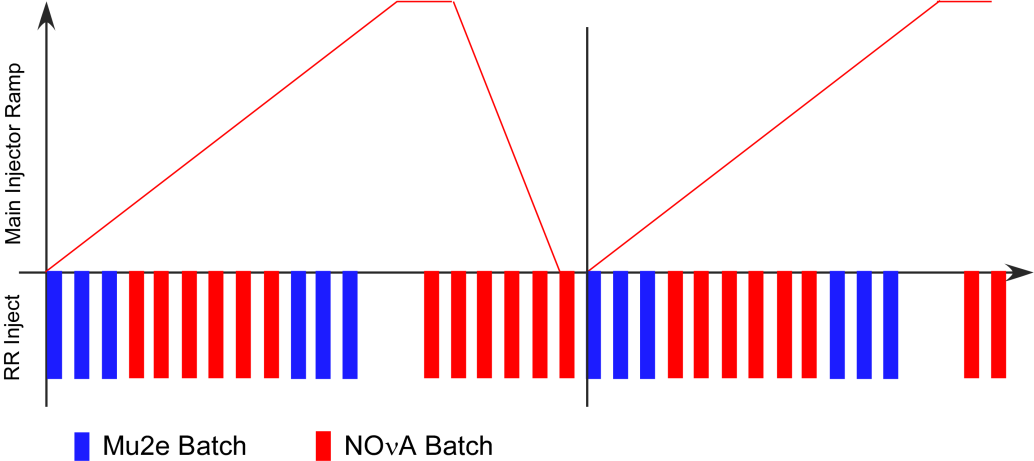 Main Injector Ramp
RR Inject
Mu2e Batch
NOνA Batch